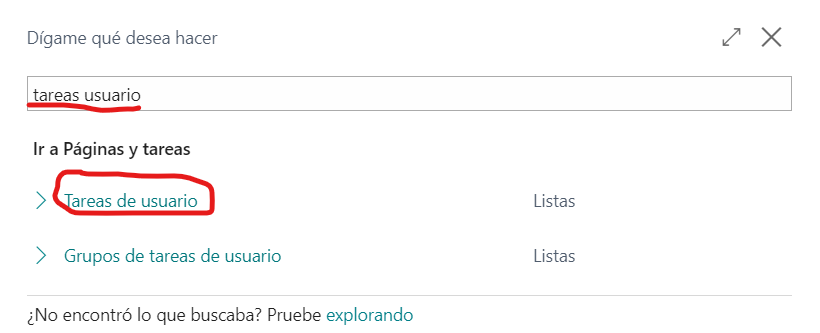 Dígame qué desea hacer
tareas usuario
Ir a Páginas y tareas
Tareas de usuario Listas
Grupos de tareas de usuario Listas
¿No encontró lo que buscaba? Pruebe explorando